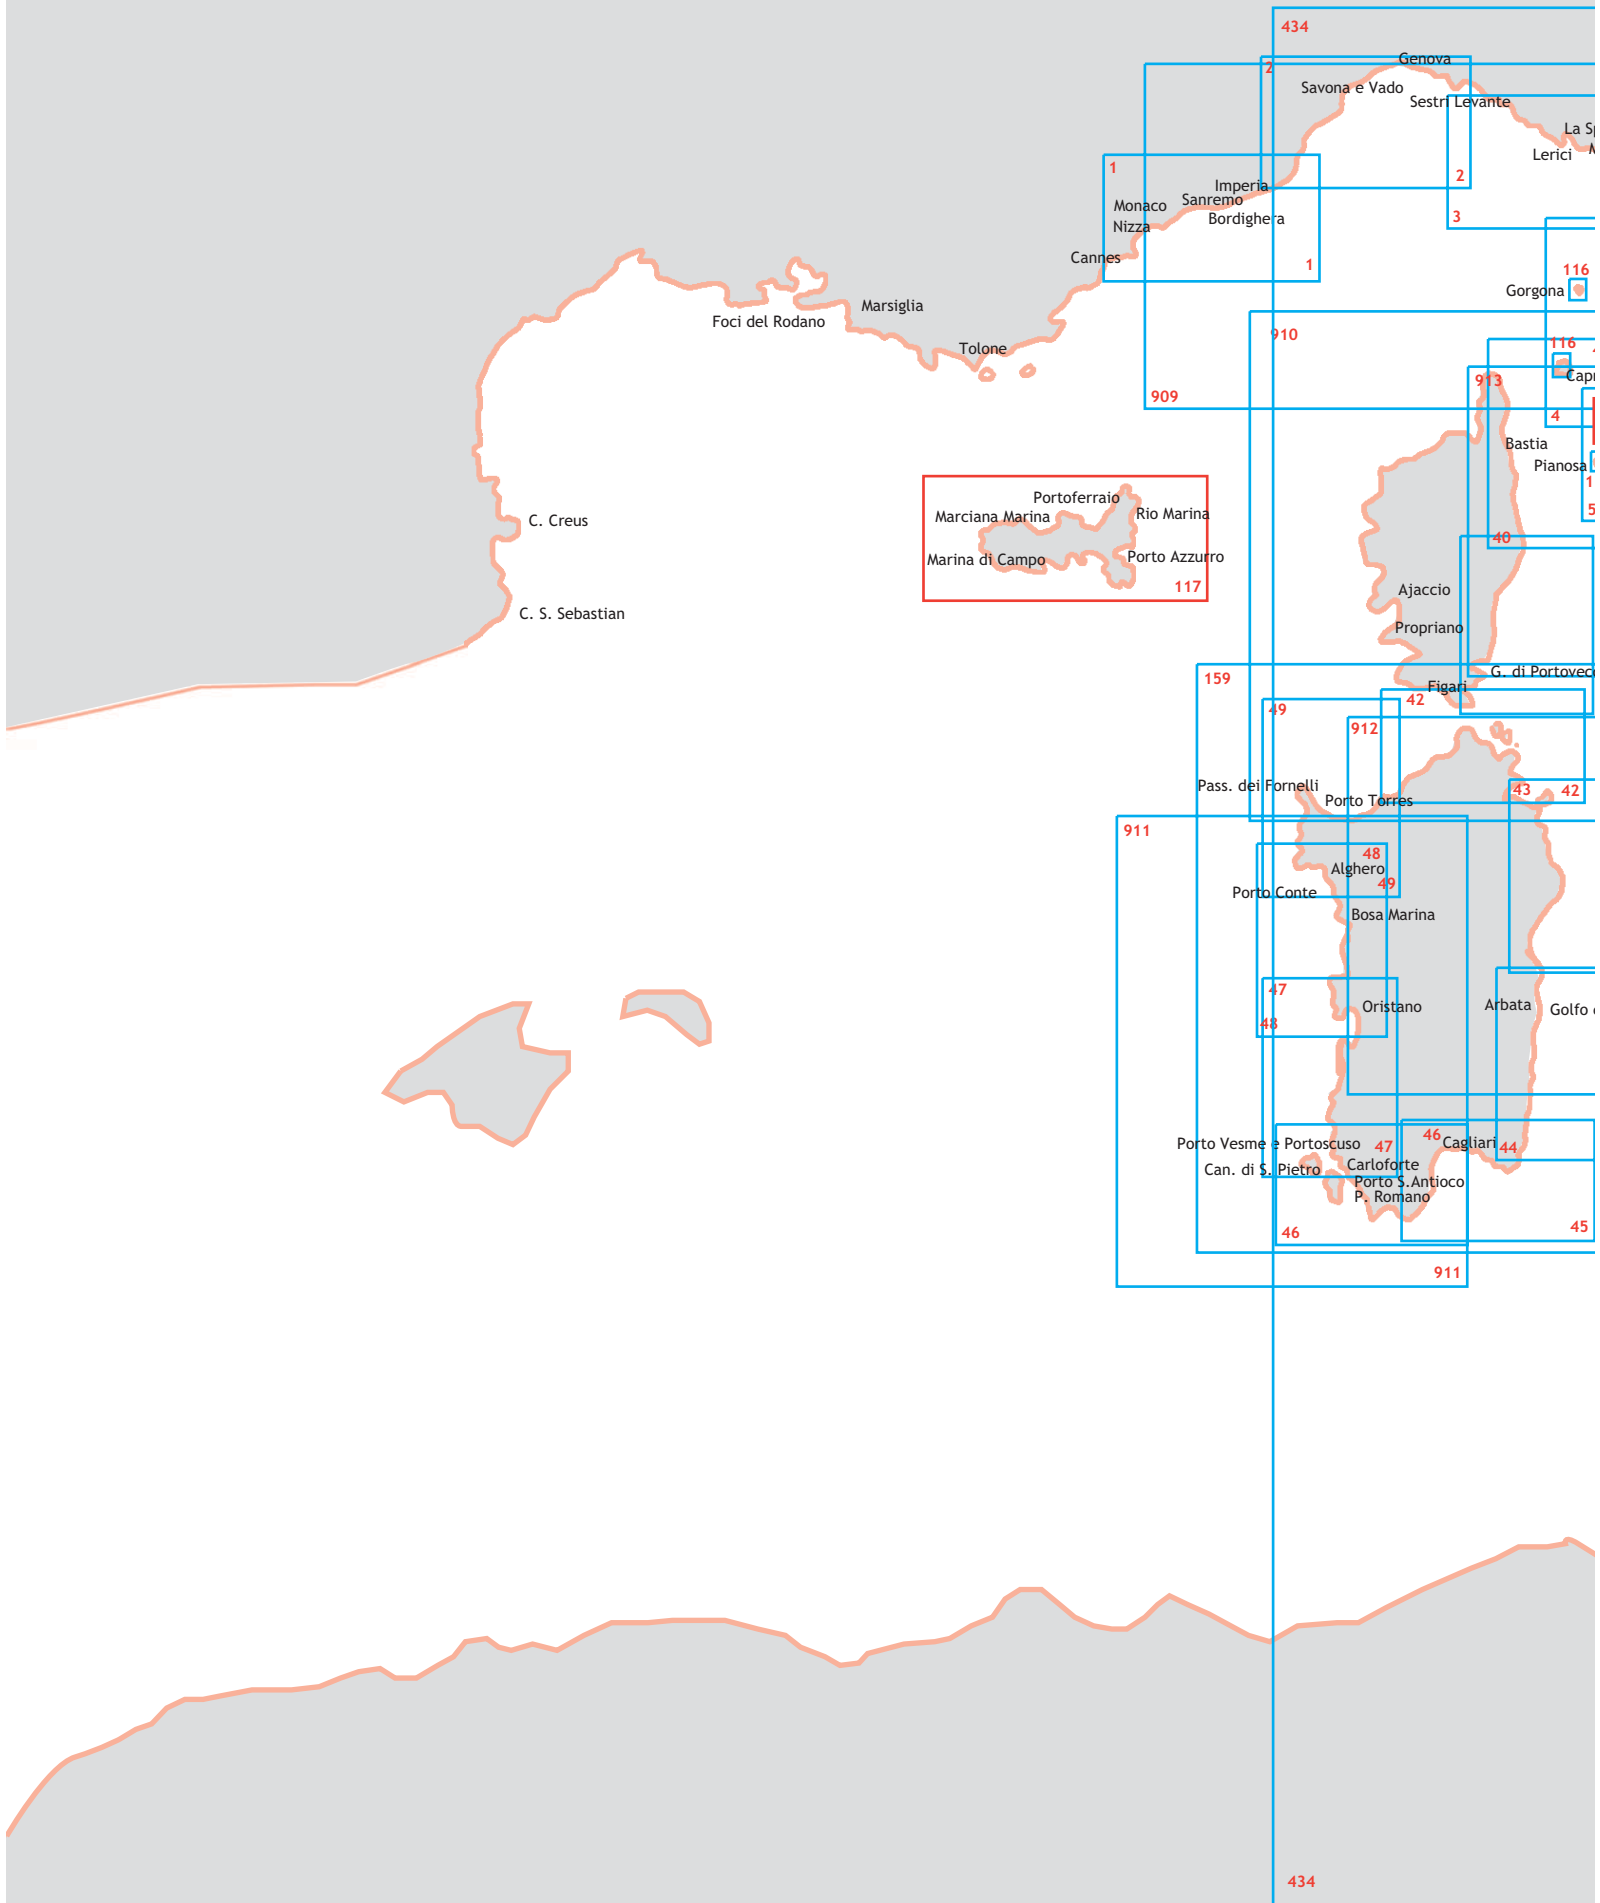 434
Genova
2
Savona e Vado
Sestri Levante
Lerici
1
2
Imperia
Sanremo
Monaco
Bordighera
3
Nizza
Cannes
1
116
Gorgona
Marsiglia
Foci del Rodano
910
116
Tolone
913
909
4
Bastia
Pianosa
Portoferraio
Marciana Marina
Rio Marina
C. Creus
40
Marina di Campo
Porto Azzurro
117
Ajaccio
C. S. Sebastian
Propriano
159
G. di
Figari
42
49
912
Pass. dei Fornelli
43
42
Porto Torres
911
48
Alghero
49
Porto Conte
Bosa Marina
47
Oristano
Arbata
Golfo
48
46
Porto Vesme e Portoscuso
47
Cagliari
44
Can. di S. Pietro
Carloforte
Porto S.Antioco
P. Romano
46
45
911
434